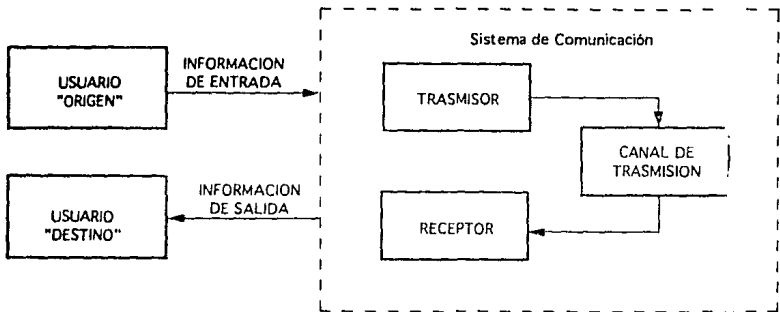 Sistema de Comunicación
USUARIO
"ORIGEN"
INFORMACION
DE ENTRADA
TRASMISOR
CANAL DE
TRASMISION
USUARIO
"DESTINO"
INFORMACION
DE SALIDA
RECEPTOR